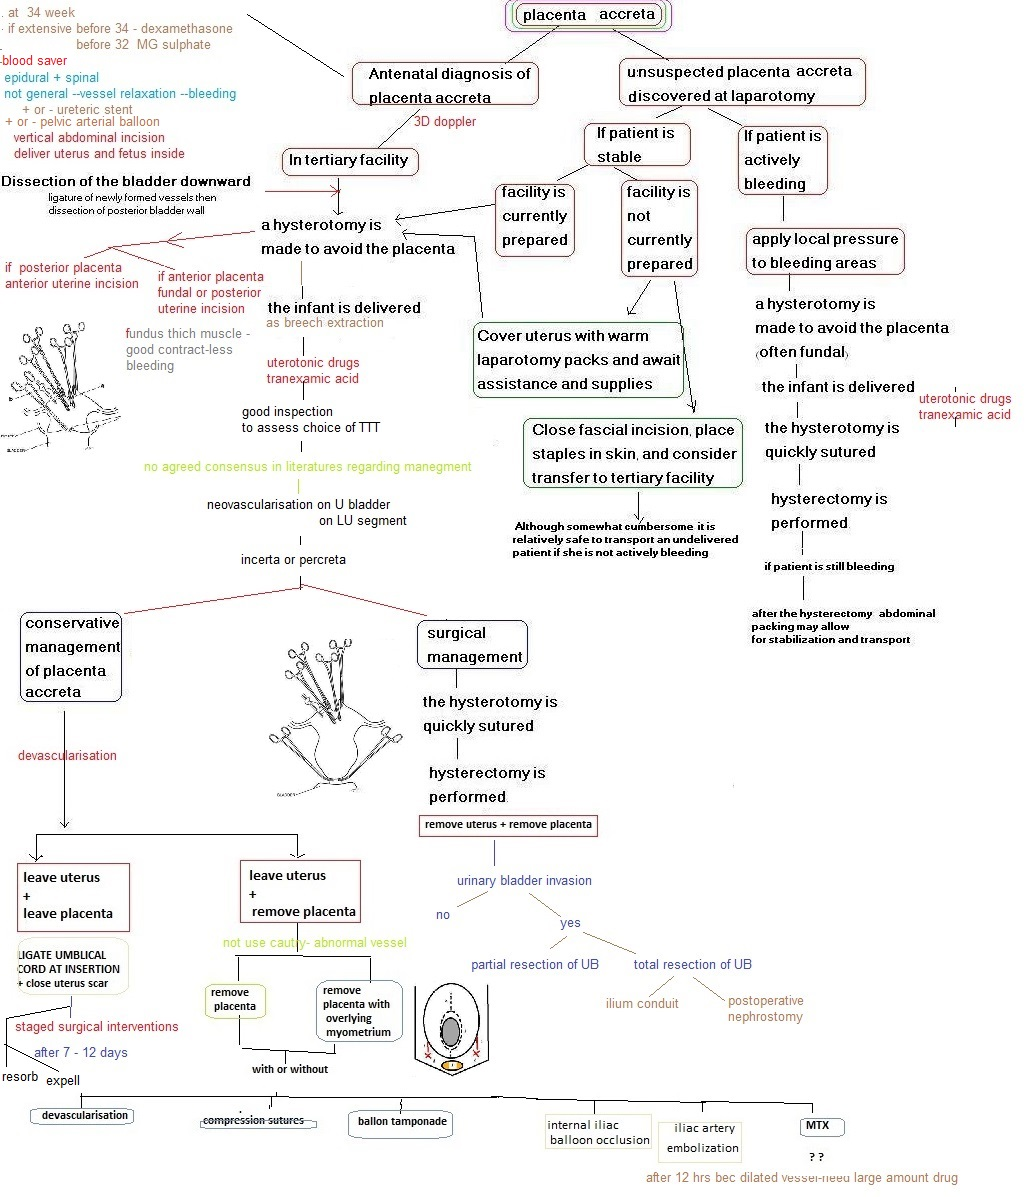 placenta accreta
. at 34 week
- if extensive before 34 - dexamethasone
before 32 MG sulphate
blood saver
epidural + spinal
not general --vessel relaxation --bleeding
+ or - ureteric stent
+ or - pelvic arterial balloon
vertical abdominal incision
deliver uterus and fetus inside
Dissection of the bladder downward
ligature of newly formed vessels then
dissection of posterior bladder wall
Antenatal diagnosis of
placenta accreta
3D doppler
In tertiary facility
a hysterotomy is
made to avoid the placenta
if posterior placenta
anterior uterine incision
if anterior placenta
fundal or posterior
uterine incision
fundus thich muscle -
good contract-less
bleeding
BLADDER
the infant is delivered
as breech extraction
uterotonic drugs
tranexamic acid
good inspection
to assess choice of TTT
no agreed consensus in literatures regarding manegment
neovascularisation on U bladder
on LU segment
incerta or percreta
unsuspected placenta accreta
discovered at laparotomy
If patient is
stable
facility is
currently
prepared
facility is
not
currently
prepared
Cover uterus with warm
laparotomy packs and await
assistance and supplies
Close fascial incision, place
staples in skin, and consider
transfer to tertiary facility
Although somewhat cumbersome it is
relatively safe to transport an undelivered
patient if she is not actively bleeding
If patient is
actively
bleeding
apply local pressure
to bleeding areas
a hysterotomy is
made to avoid the placenta
(often fundal)
the infant is delivered
uterotonic drugs
tranexamic acid
the hysterotomy is
quickly sutured
hysterectomy is
performed
if patient is still bleeding
after the hysterectomy abdominal
packing may allow
for stabilization and transport
conservative
management
of placenta
accreta
devascularisation
leave uterus
+
leave placenta
LIGATE UMBLICAL
CORD AT INSERTION
+ close uterus scar
staged surgical interventions
after 7 - 12 days
resorb
expell
leave uterus
+
remove placenta
not use cautry- abnormal vessel
remove
placenta
remove
placenta with
overlying
myometrium
with or without
BLADDER
surgical
management
the hysterotomy is
quickly sutured
hysterectomy is
performed.
remove uterus + remove placenta
urinary bladder invasion
no
yes
partial resection of UB
total resection of UB
ilium conduit
postoperative
nephrostomy
devascularisation
compression sutures
ballon tamponade
internal iliac
balloon occlusion
iliac artery
embolization
MTX
? ?
after 12 hrs bec dilated vessel-need large amount drug